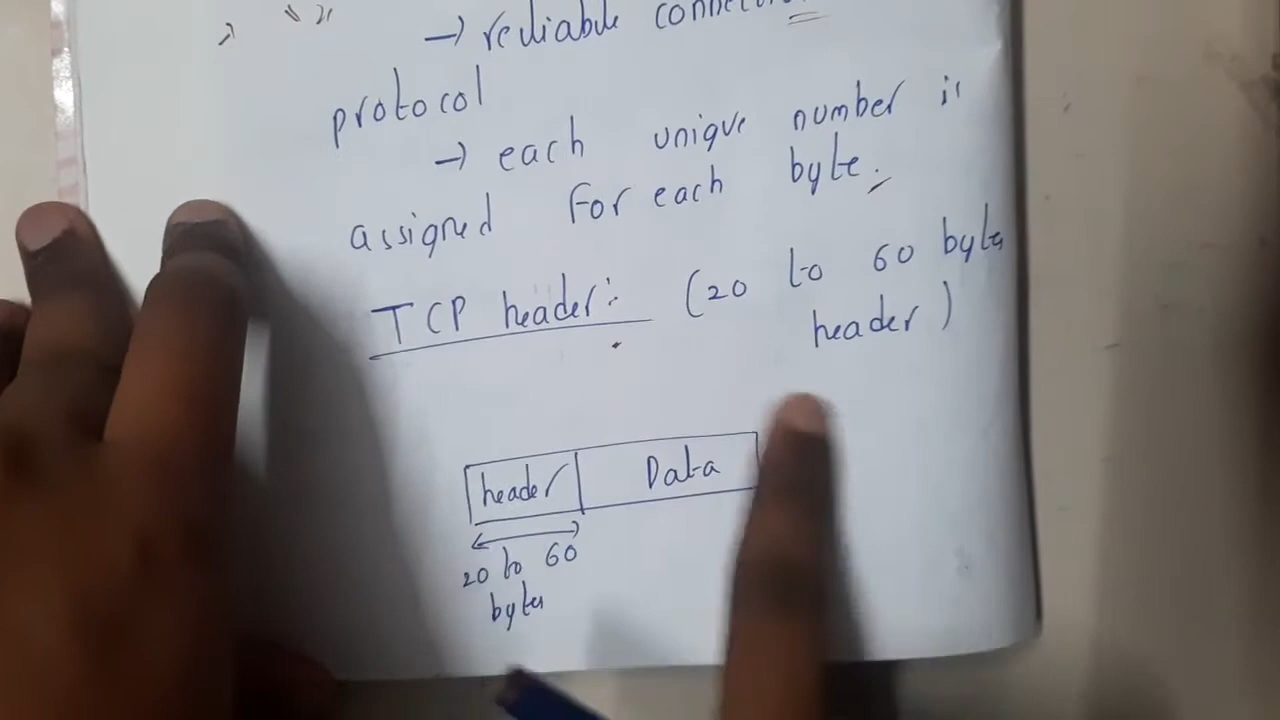 → reliable
protocol
→ each unique number is
assigned for each byte.
TCP header: (20 to 60 byte
header)
header Data
20 to 60
bytes